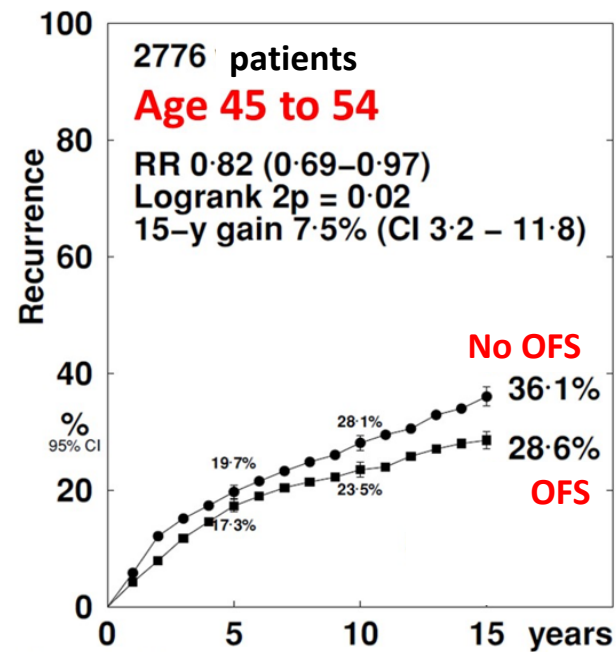 100
80
60
40
20
0
Recurrence
%
95% CI
2776 patients
Age 45 to 54
RR 0·82 (0·69–0·97)
Logrank 2p = 0·02
15–y gain 7·5% (CI 3·2 – 11·8)
No OFS
36·1%
28·6%
OFS
19·7%
17·3%
28·1%
23·5%
0 5 10 15 years